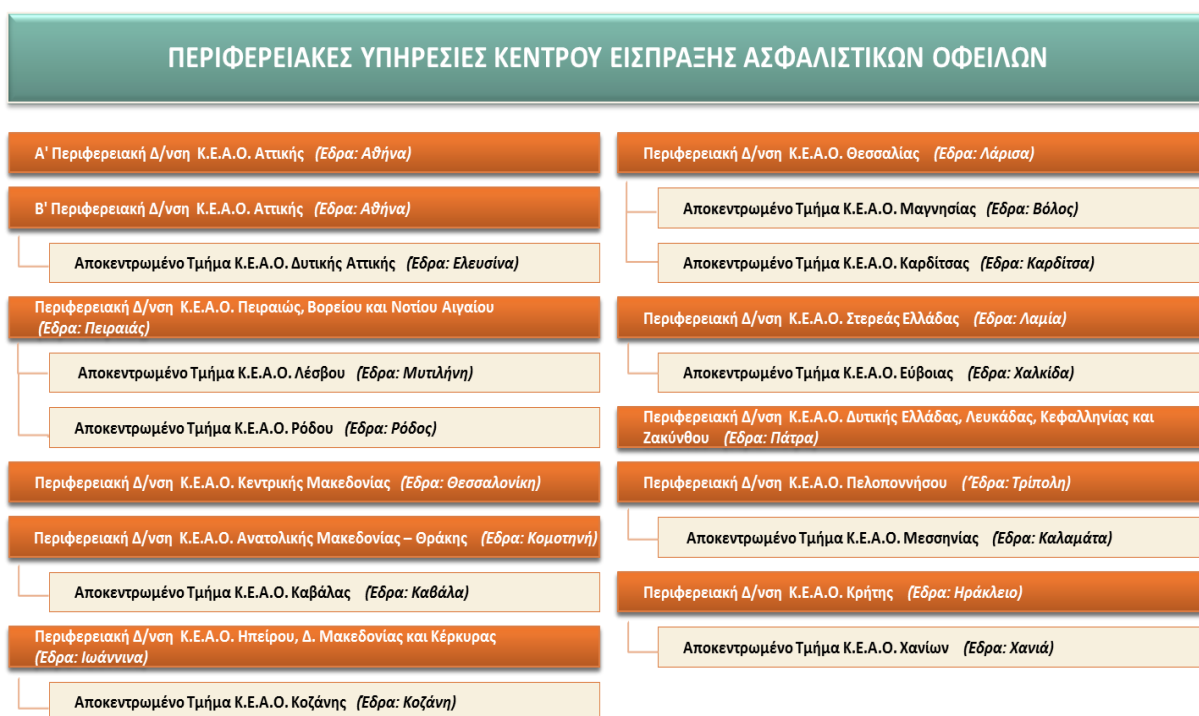 ΠΕΡΙΦΕΡΕΙΑΚΕΣ ΥΠΗΡΕΣΙΕΣ ΚΕΝΤΡΟΥ ΕΙΣΠΡΑΞΗΣ ΑΣΦΑΛΙΣΤΙΚΩΝ ΟΦΕΙΛΩΝ
Α' Περιφερειακή Δ/νση Κ.Ε.Α.Ο. Αττικής (Έδρα: Αθήνα)
Β' Περιφερειακή Δ/νση Κ.Ε.Α.Ο. Αττικής (Έδρα: Αθήνα)
Αποκεντρωμένο Τμήμα Κ.Ε.Α.Ο. Δυτικής Αττικής (Έδρα: Ελευσίνα)
Περιφερειακή Δ/νση Κ.Ε.Α.Ο. Πειραιώς, Βορείου και Νοτίου Αιγαίου
(Έδρα: Πειραιάς)
Αποκεντρωμένο Τμήμα Κ.Ε.Α.Ο. Λέσβου (Έδρα: Μυτιλήνη)
Αποκεντρωμένο Τμήμα Κ.Ε.Α.Ο. Ρόδου (Έδρα: Ρόδος)
Περιφερειακή Δ/νση Κ.Ε.Α.Ο. Κεντρικής Μακεδονίας (Έδρα: Θεσσαλονίκη)
Περιφερειακή Δ/νση Κ.Ε.Α.Ο. Ανατολικής Μακεδονίας – Θράκης (Έδρα: Κομοτηνή)
Αποκεντρωμένο Τμήμα Κ.Ε.Α.Ο. Καβάλας (Έδρα: Καβάλα)
Περιφερειακή Δ/νση Κ.Ε.Α.Ο. Ηπείρου, Δ. Μακεδονίας και Κέρκυρας
(Έδρα: Ιωάννινα)
Αποκεντρωμένο Τμήμα Κ.Ε.Α.Ο. Κοζάνης (Έδρα: Κοζάνη)
Περιφερειακή Δ/νση Κ.Ε.Α.Ο. Θεσσαλίας (Έδρα: Λάρισα)
Αποκεντρωμένο Τμήμα Κ.Ε.Α.Ο. Μαγνησίας (Έδρα: Βόλος)
Αποκεντρωμένο Τμήμα Κ.Ε.Α.Ο. Καρδίτσας (Έδρα: Καρδίτσα)
Περιφερειακή Δ/νση Κ.Ε.Α.Ο. Στερεάς Ελλάδας (Έδρα: Λαμία)
Αποκεντρωμένο Τμήμα Κ.Ε.Α.Ο. Εύβοιας (Έδρα: Χαλκίδα)
Περιφερειακή Δ/νση Κ.Ε.Α.Ο. Δυτικής Ελλάδας, Λευκάδας, Κεφαλληνίας και
Ζακύνθου (Έδρα: Πάτρα)
Περιφερειακή Δ/νση Κ.Ε.Α.Ο. Πελοποννήσου (Έδρα: Τρίπολη)
Αποκεντρωμένο Τμήμα Κ.Ε.Α.Ο. Μεσσηνίας (Έδρα: Καλαμάτα)
Περιφερειακή Δ/νση Κ.Ε.Α.Ο. Κρήτης (Έδρα: Ηράκλειο)
Αποκεντρωμένο Τμήμα Κ.Ε.Α.Ο. Χανίων (Έδρα: Χανιά)